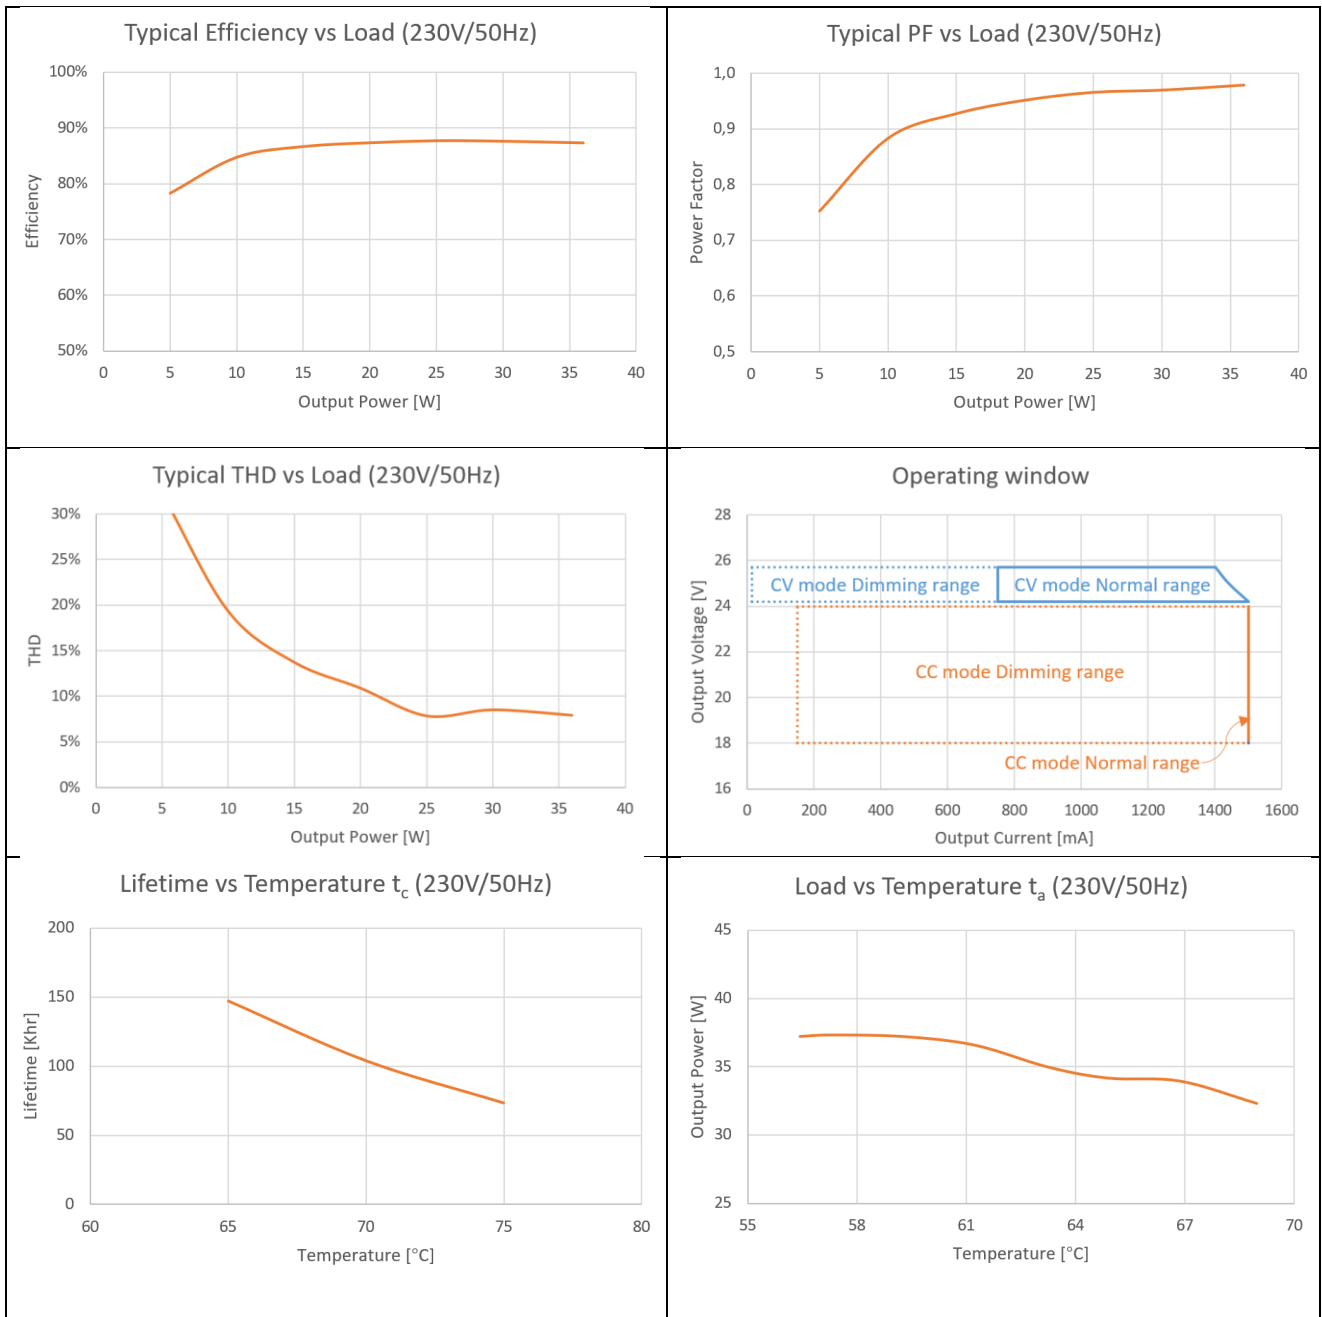 Typical Efficiency vs Load (230V/50Hz)
100%
90%
80%
70%
60%
50%
Efficiency
0 5 10 15 20 25 30 35 40
Output Power [W]
Typical PF vs Load (230V/50Hz)
1,0
0,9
0,8
0,7
0,6
0,5
Power Factor
0 5 10 15 20 25 30 35 40
Output Power [W]
Typical THD vs Load (230V/50Hz)
30%
25%
20%
15%
10%
5%
0%
THD
0 5 10 15 20 25 30 35 40
Output Power [W]
Operating window
28
26
24
22
20
18
16
Output Voltage [V]
CV mode Dimming range
CV mode Normal range
CC mode Dimming range
CC mode Normal range
0 200 400 600 800 1000 1200 1400 1600
Output Current [mA]
Lifetime vs Temperature tc (230V/50Hz)
200
150
100
50
0
Lifetime [Khr]
60 65 70 75 80
Temperature [°C]
Load vs Temperature ta (230V/50Hz)
45
40
35
30
25
Output Power [W]
55 58 61 64 67 70
Temperature [°C]